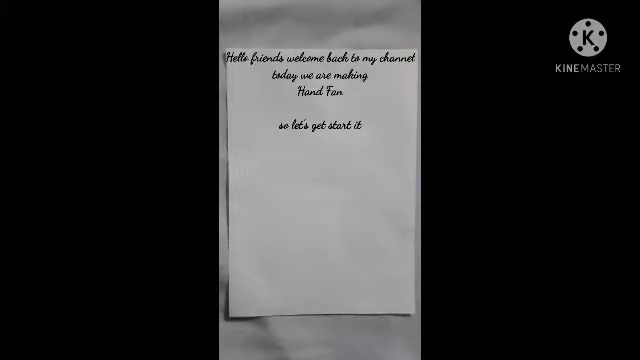 Hello friends welcome back to my channel
today we are making
Hand Fan
so let's get start it
KINEMASTER